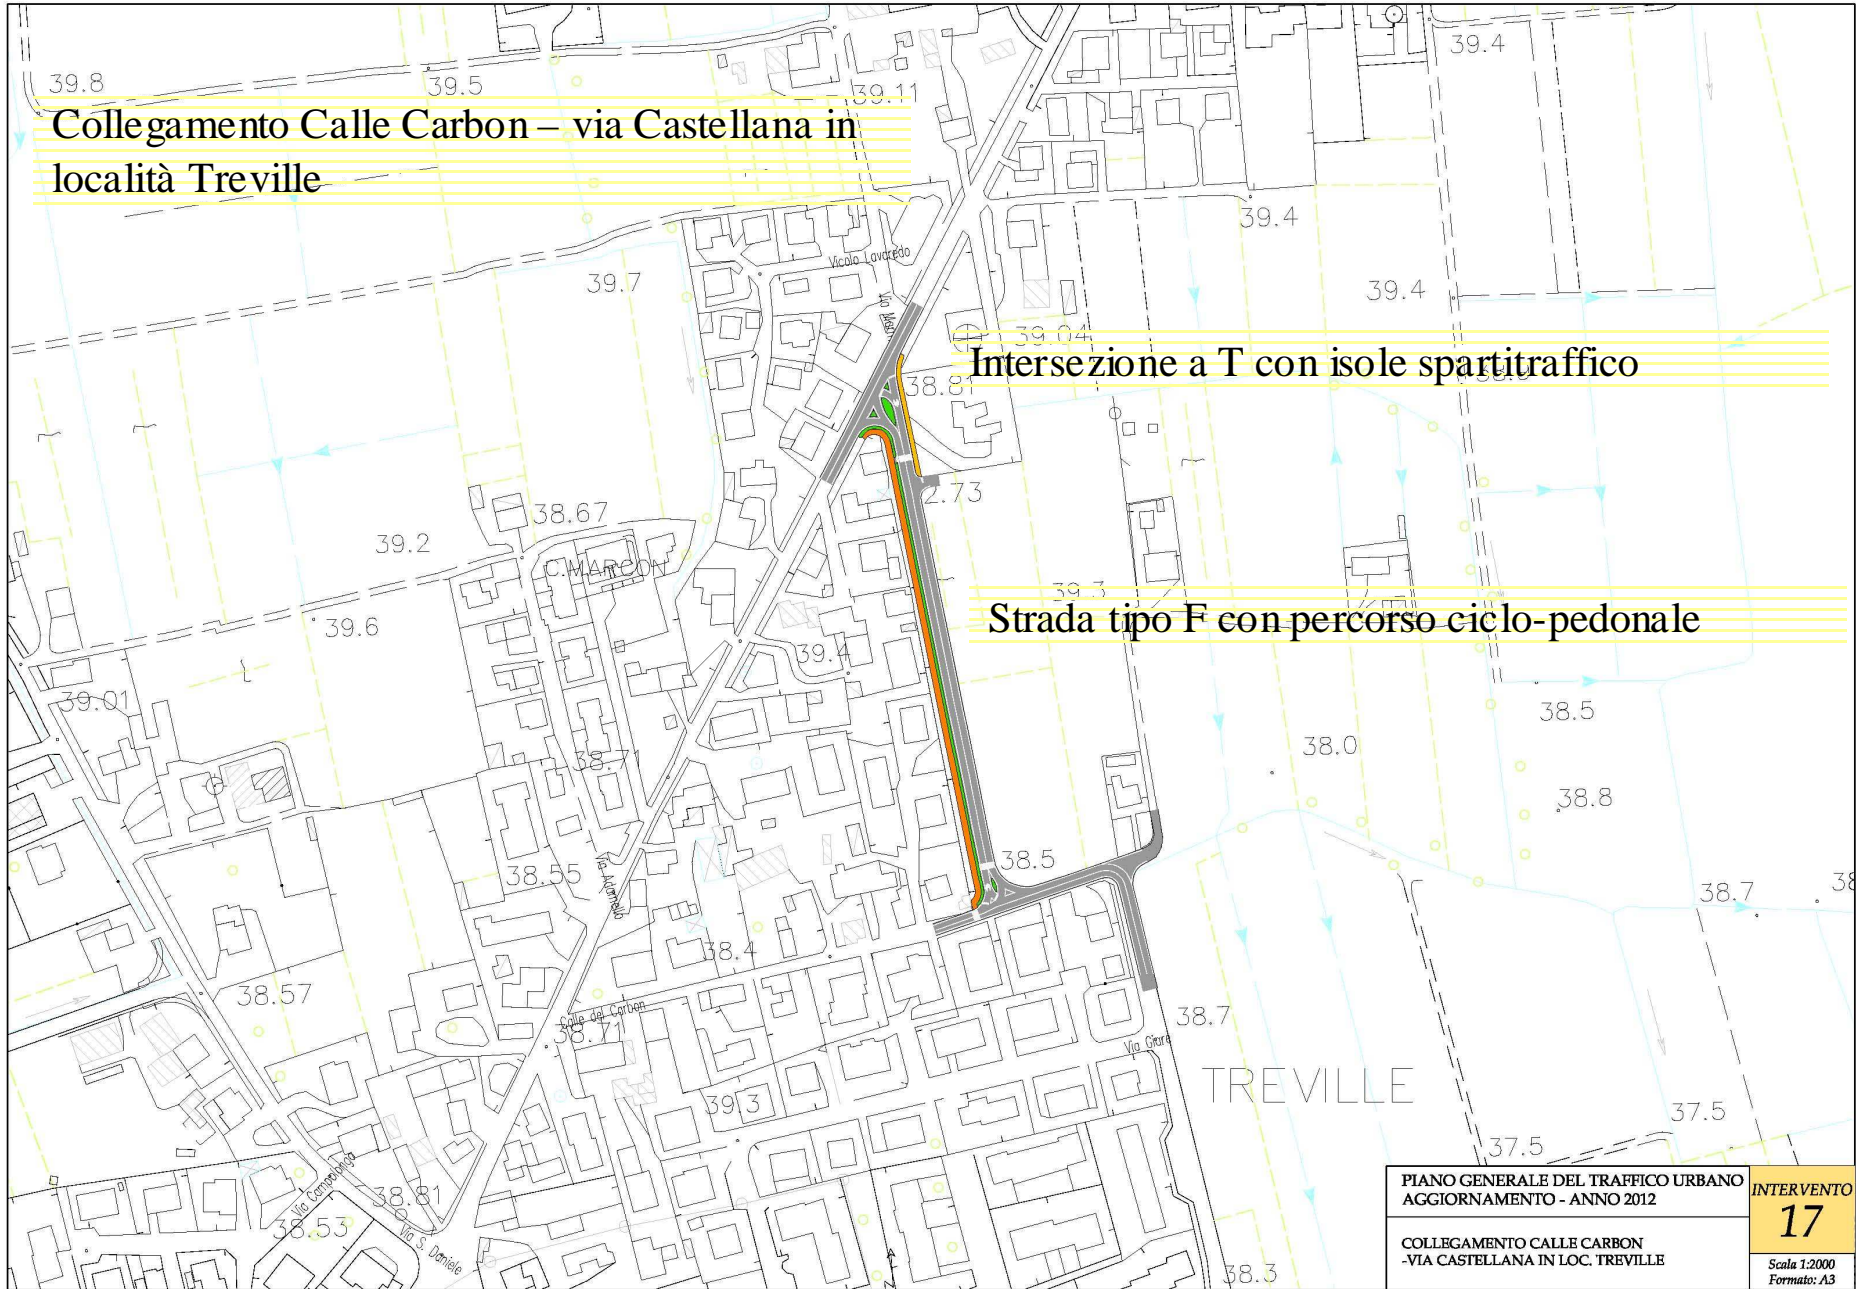 39.8
39.5
39.11
39.4
Collegamento Calle Carbon – via Castellana in
località Treville
39.4
Vicolo Lavaredo
39.7
39.4
39.04
Intersezione a T con isole spartitraffico
38.81
2.73
38.67
39.2
C.MARCON
39.3
Strada tipo F con percorso ciclo-pedonale
39.6
39.4
39.01
38.5
38.0
38.71
38.8
38.5
38.55
Via Adamello
38.7
38.4
38.57
Calle del Carbon
38.71
38.7
Via Giare
TREVILLE
39.3
37.5
37.5
Via Campolonga
38.81
38.53
Via S. Daniele
38.3
PIANO GENERALE DEL TRAFFICO URBANO
AGGIORNAMENTO - ANNO 2012
COLLEGAMENTO CALLE CARBON
-VIA CASTELLANA IN LOC. TREVILLE
INTERVENTO
17
Scala 1:2000
Formato: A3